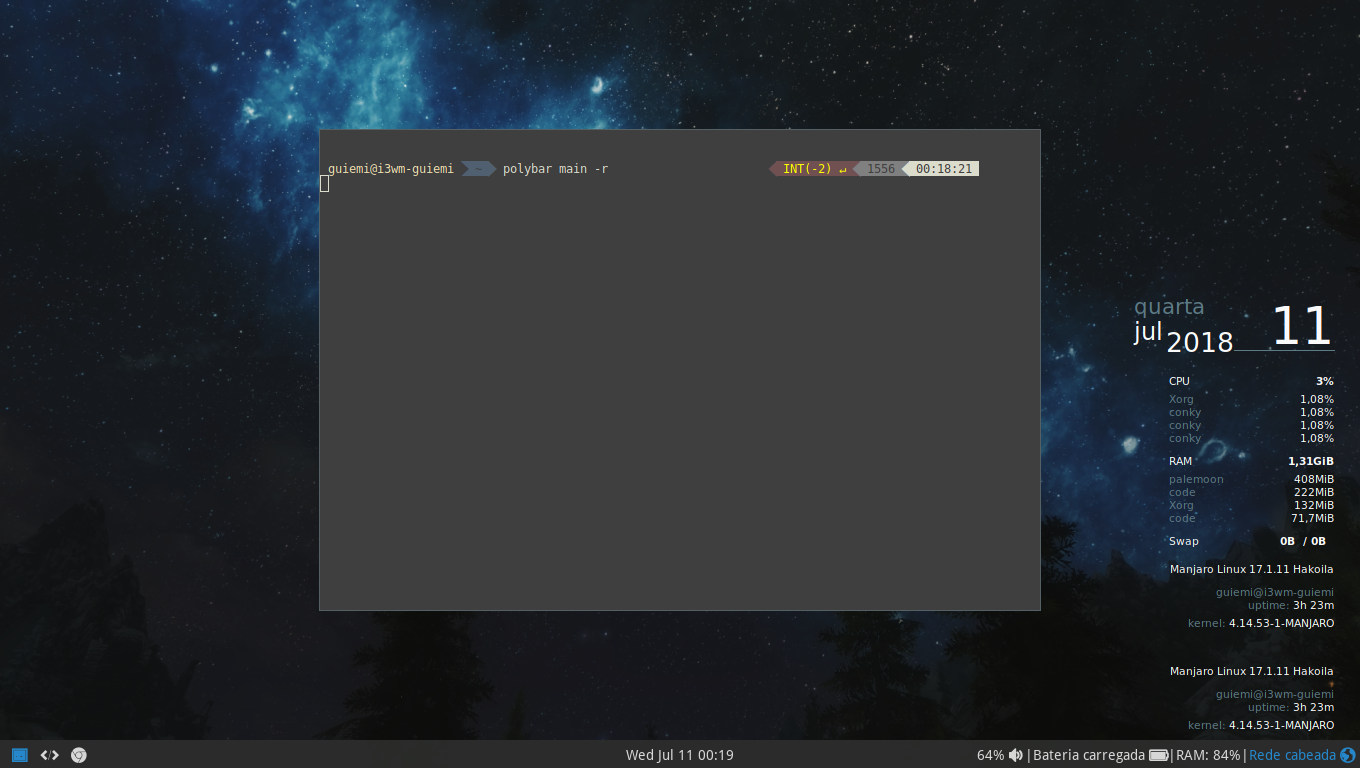 guiemi@i3wm-guiemi ~ polybar main -r INT(-2) ↵ 1556 00:18:21
quarta
jul 2018 11
CPU 3%
Xorg 1,08%
conky 1,08%
conky 1,08%
conky 1,08%
RAM 1,31GiB
palemoon 408MiB
code 222MiB
Xorg 132MiB
code 71,7MiB
Swap 0B / 0B
Manjaro Linux 17.1.11 Hakoila
guiemi@i3wm-guiemi
uptime: 3h 23m
kernel: 4.14.53-1-MANJARO
Manjaro Linux 17.1.11 Hakoila
guiemi@i3wm-guiemi
uptime: 3h 23m
kernel: 4.14.53-1-MANJARO
Wed Jul 11 00:19 64% |Bateria carregada |RAM: 84%|Rede cabeada